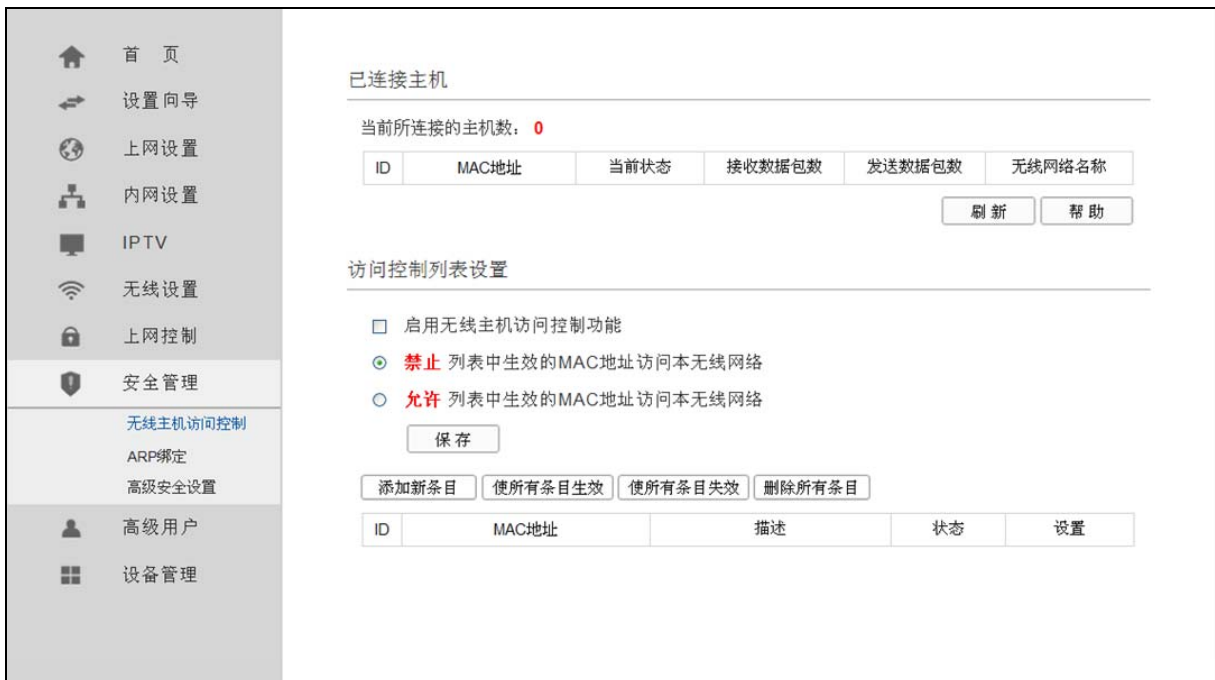 首 页
设置向导
上网设置
内网设置
IPTV
无线设置
上网控制
安全管理
无线主机访问控制
ARP绑定
高级安全设置
高级用户
设备管理
已连接主机
当前所连接的主机数： 0
ID MAC地址 当前状态 接收数据包数 发送数据包数 无线网络名称
刷 新 帮 助
访问控制列表设置
启用无线主机访问控制功能
禁止 列表中生效的MAC地址访问本无线网络
允许 列表中生效的MAC地址访问本无线网络
保 存
添加新条目 使所有条目生效 使所有条目失效 删除所有条目
ID MAC地址 描述 状态 设置